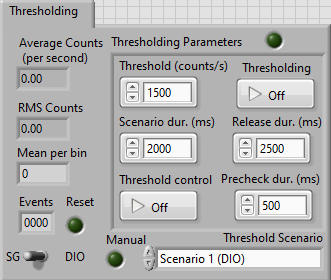 Thresholding
Average Counts
(per second)
0.00
RMS Counts
0.00
Mean per bin
0
Events
Reset
0000
SG
DIO
Thresholding Parameters
Threshold (counts/s)
Thresholding
1500
Off
Scenario dur. (ms)
Release dur. (ms)
2000
2500
Threshold control
Precheck dur. (ms)
Off
500
Manual
Threshold Scenario
Scenario 1 (DIO)